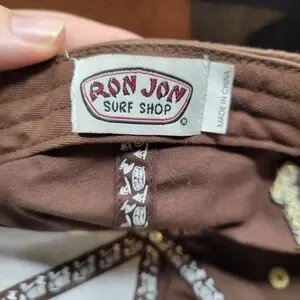 RON JON
SURF SHOP
®
MADE IN CHINA